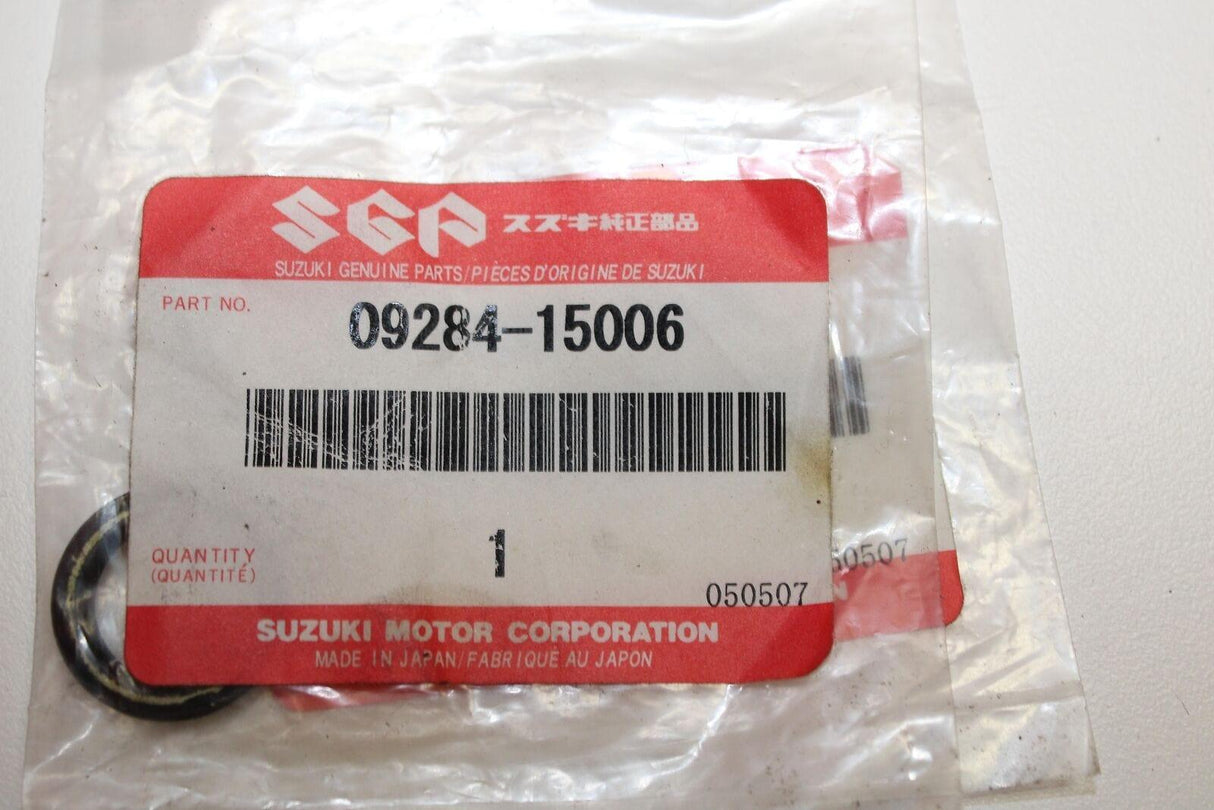 SGP スズキ純正部品
SUZUKI GENUINE PARTS/PIÈCES D'ORIGINE DE SUZUKI
PART NO. 09284-15006
QUANTITY 1
(QUANTITÉ)
050507
50507
SUZUKI MOTOR CORPORATION
MADE IN JAPAN/FABRIQUÉ AU JAPON